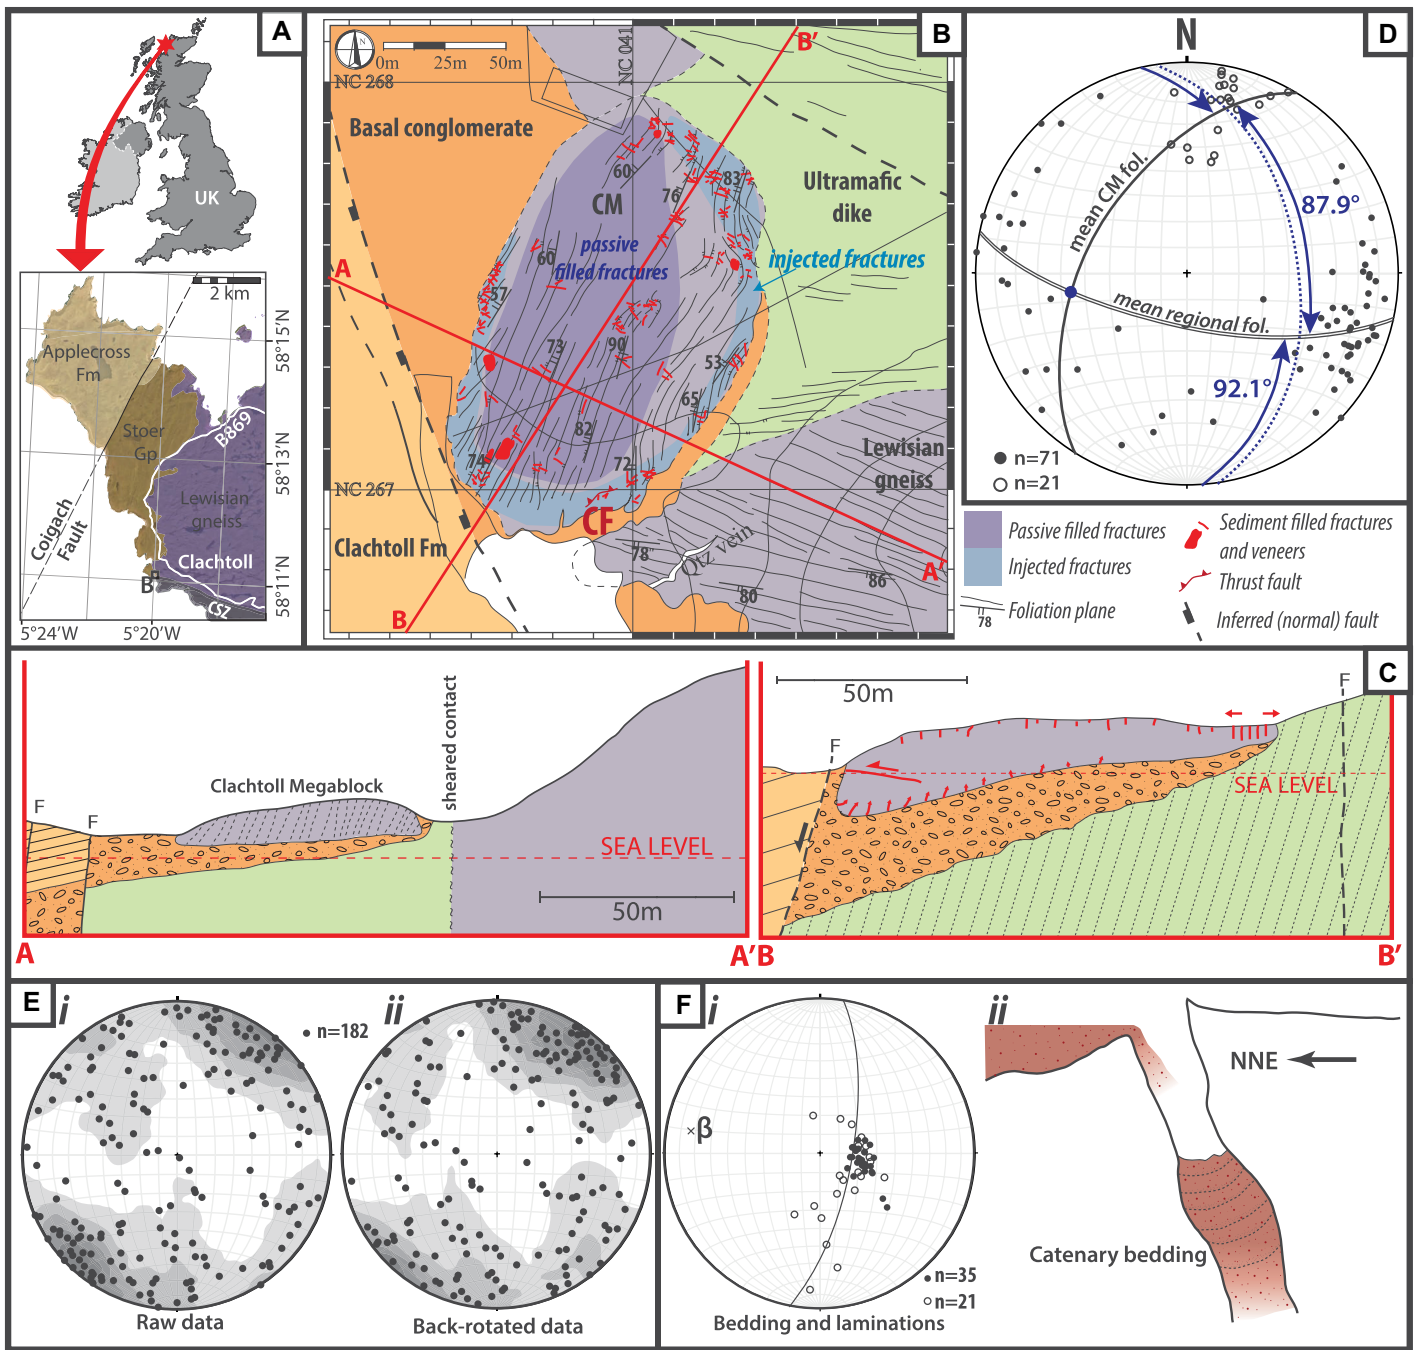 A
UK
2 km
Applecross
Fm
Stoer
Gp
B869
Lewisian
gneiss
Coigach
Fault
Clachtoll
B
CSZ
58°15′N
58°13′N
58°11′N
5°24′W
5°20′W
B
N
0m
25m
50m
NC 268
NC 041
B′
Basal conglomerate
60
83
76
CM
Ultramafic
dike
passive
filled fractures
injected fractures
60
A
57
73
90
53
65
82
74
72
Lewisian
gneiss
NC 267
CF
Clachtoll Fm
78
Qtz vein
86
A′
80
B
D
N
mean CM fol.
87.9°
mean regional fol.
92.1°
n=71
n=21
Passive filled fractures
Injected fractures
Foliation plane
78
Sediment filled fractures
and veneers
Thrust fault
Inferred (normal) fault
C
sheared contact
Clachtoll Megablock
F
F
SEA LEVEL
50m
A
A′
50m
F
F
SEA LEVEL
B
B′
E
i
n=182
Raw data
ii
Back-rotated data
F
i
β
n=35
n=21
Bedding and laminations
ii
NNE
Catenary bedding